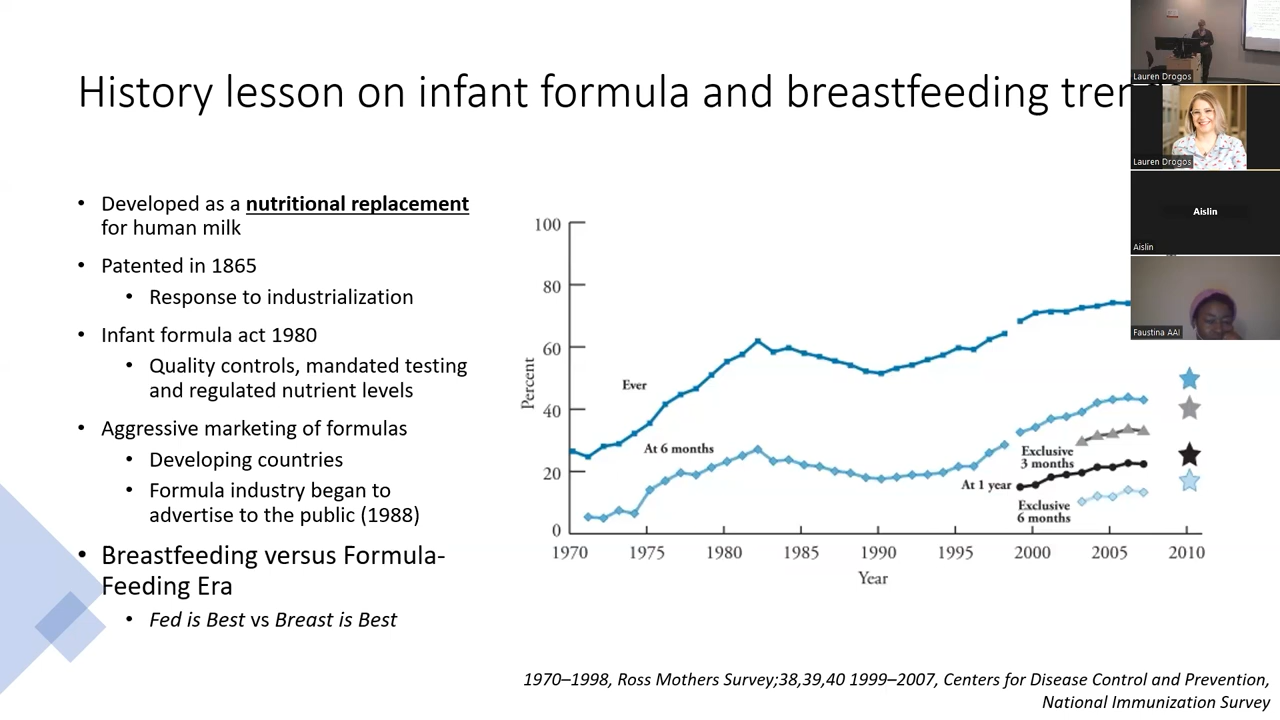 History lesson on infant formula and breastfeeding
Lauren Drogos
Lauren Drogos
Aislin
Aislin
Faustina AAI
• Developed as a nutritional replacement
for human milk
• Patented in 1865
• Response to industrialization
• Infant formula act 1980
• Quality controls, mandated testing
and regulated nutrient levels
• Aggressive marketing of formulas
• Developing countries
• Formula industry began to
advertise to the public (1988)
• Breastfeeding versus Formula-
Feeding Era
• Fed is Best vs Breast is Best
100
80
60
40
20
0
Percent
Ever
At 6 months
Exclusive
3 months
At 1 year
Exclusive
6 months
1970 1975 1980 1985 1990 1995 2000 2005 2010
Year
1970–1998, Ross Mothers Survey;38,39,40 1999–2007, Centers for Disease Control and Prevention,
National Immunization Survey